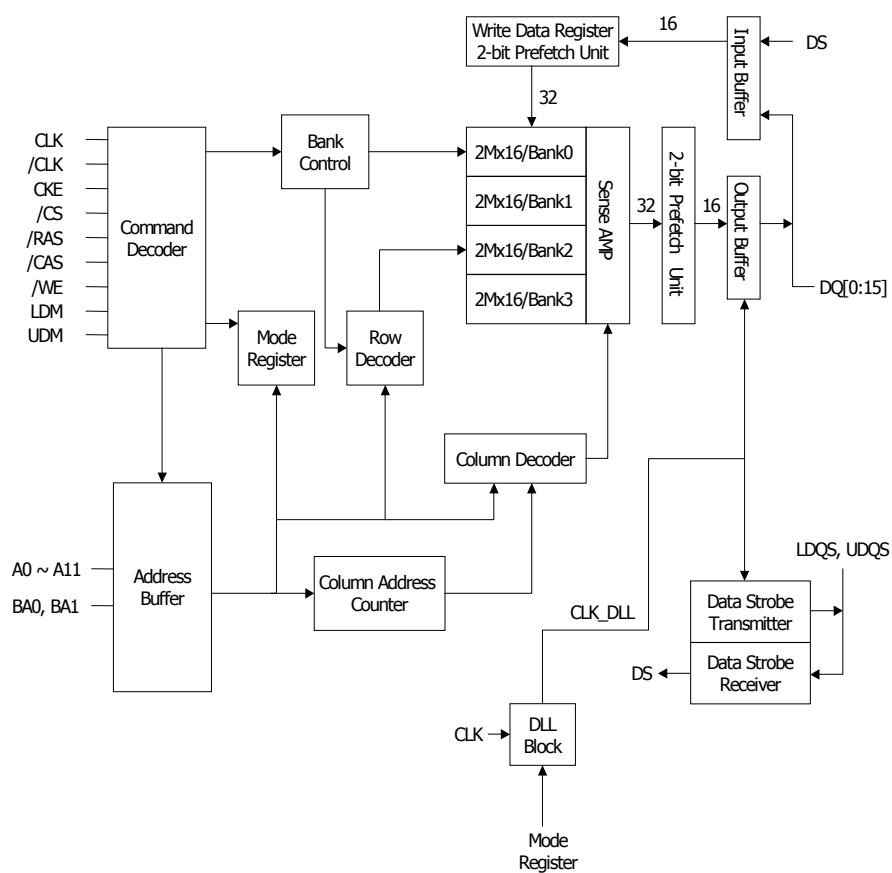 Write Data Register
2-bit Prefetch Unit
16
Input Buffer
DS
32
CLK
/CLK
CKE
/CS
/RAS
/CAS
/WE
LDM
UDM
Command
Decoder
Bank
Control
2Mx16/Bank0
2Mx16/Bank1
2Mx16/Bank2
2Mx16/Bank3
Sense AMP
32
2-bit Prefetch Unit
16
Output Buffer
DQ[0:15]
Mode
Register
Row
Decoder
Column Decoder
A0 ~ A11
BA0, BA1
Address
Buffer
Column Address
Counter
LDQS, UDQS
CLK_DLL
Data Strobe
Transmitter
Data Strobe
Receiver
DS
CLK
DLL
Block
Mode
Register